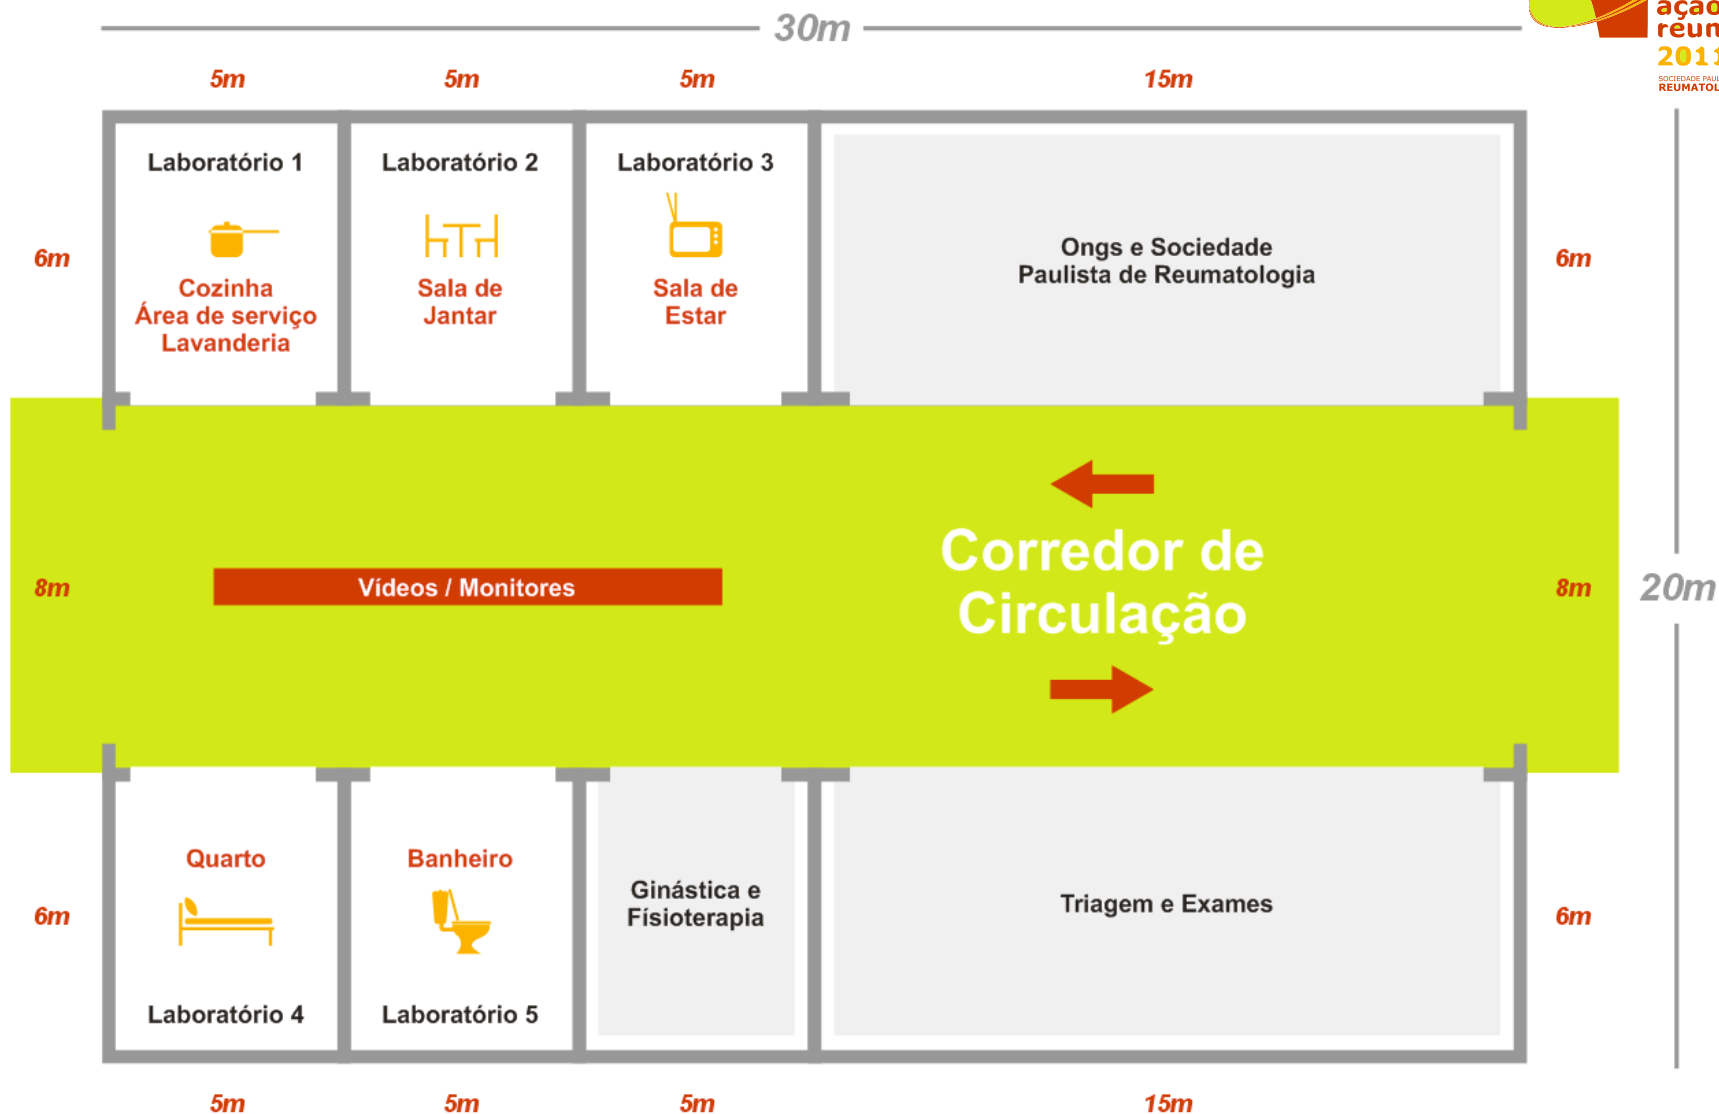 30m
ação
2011
5m
5m
5m
15m
Laboratório 1
Laboratório 2
Laboratório 3
6m
Cozinha
Área de serviço
Lavanderia
Sala de
Jantar
Sala de
Estar
Ongs e Sociedade
Paulista de Reumatologia
6m
8m
Vídeos / Monitores
Corredor de
Circulação
8m
20m
6m
Quarto
Laboratório 4
Banheiro
Laboratório 5
Ginástica e
Físioterapia
Triagem e Exames
6m
5m
5m
5m
15m